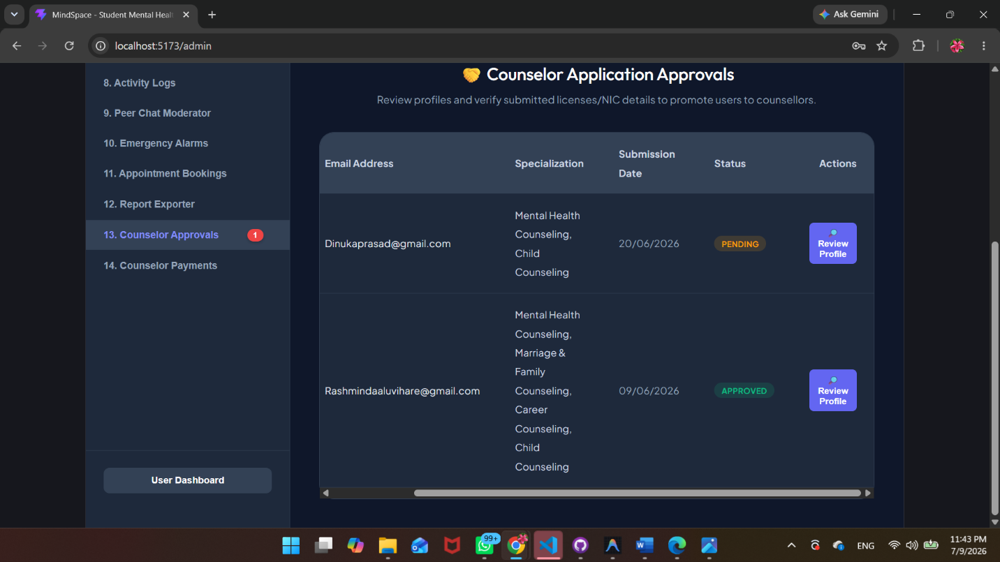 MindSpace - Student Mental Heal
Ask Gemini
localhost:5173/admin
8. Activity Logs
9. Peer Chat Moderator
10. Emergency Alarms
11. Appointment Bookings
12. Report Exporter
13. Counselor Approvals
1
14. Counselor Payments
User Dashboard
Counselor Application Approvals
Review profiles and verify submitted licenses/NIC details to promote users to counsellors.
Email Address
Specialization
Submission
Date
Status
Actions
Dinukaprasad@gmail.com
Mental Health
Counseling,
Child
Counseling
20/06/2026
PENDING
Review
Profile
Rashmindaaluvihare@gmail.com
Mental Health
Counseling,
Marriage &
Family
Counseling,
Career
Counseling,
Child
Counseling
09/06/2026
APPROVED
Review
Profile
99+
ENG
11:43 PM
7/9/2026